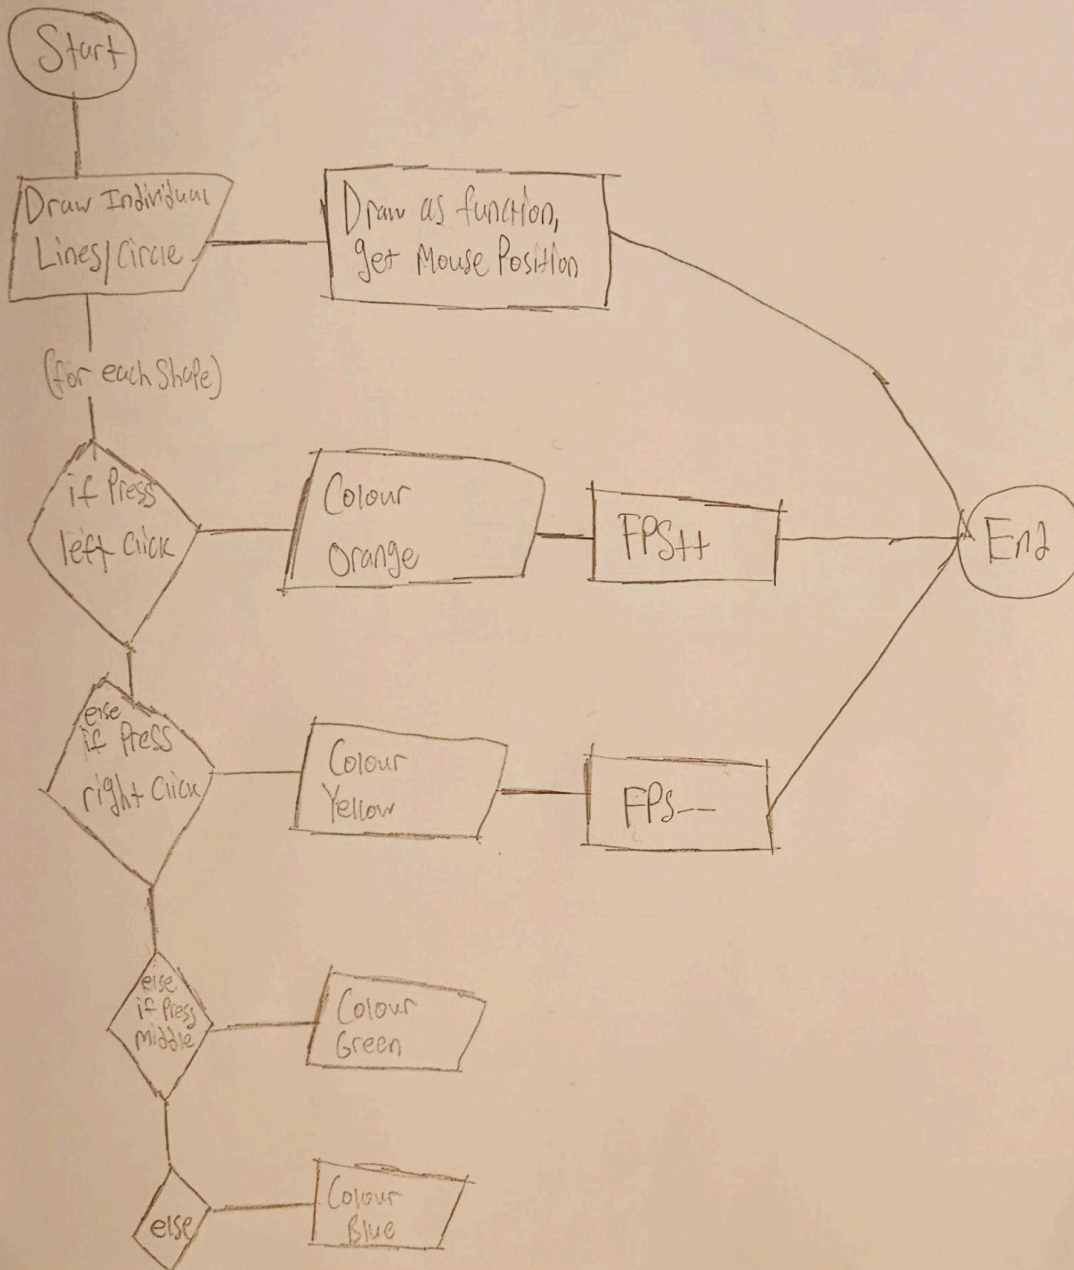 Start
Draw Individual
Lines/Circle
Draw as function,
get Mouse Position
(for each Shape)
if Press
left click
Colour
Orange
FPS++
End
else
if Press
right click
Colour
Yellow
FPS--
else
if Press
Middle
Colour
Green
else
Colour
Blue